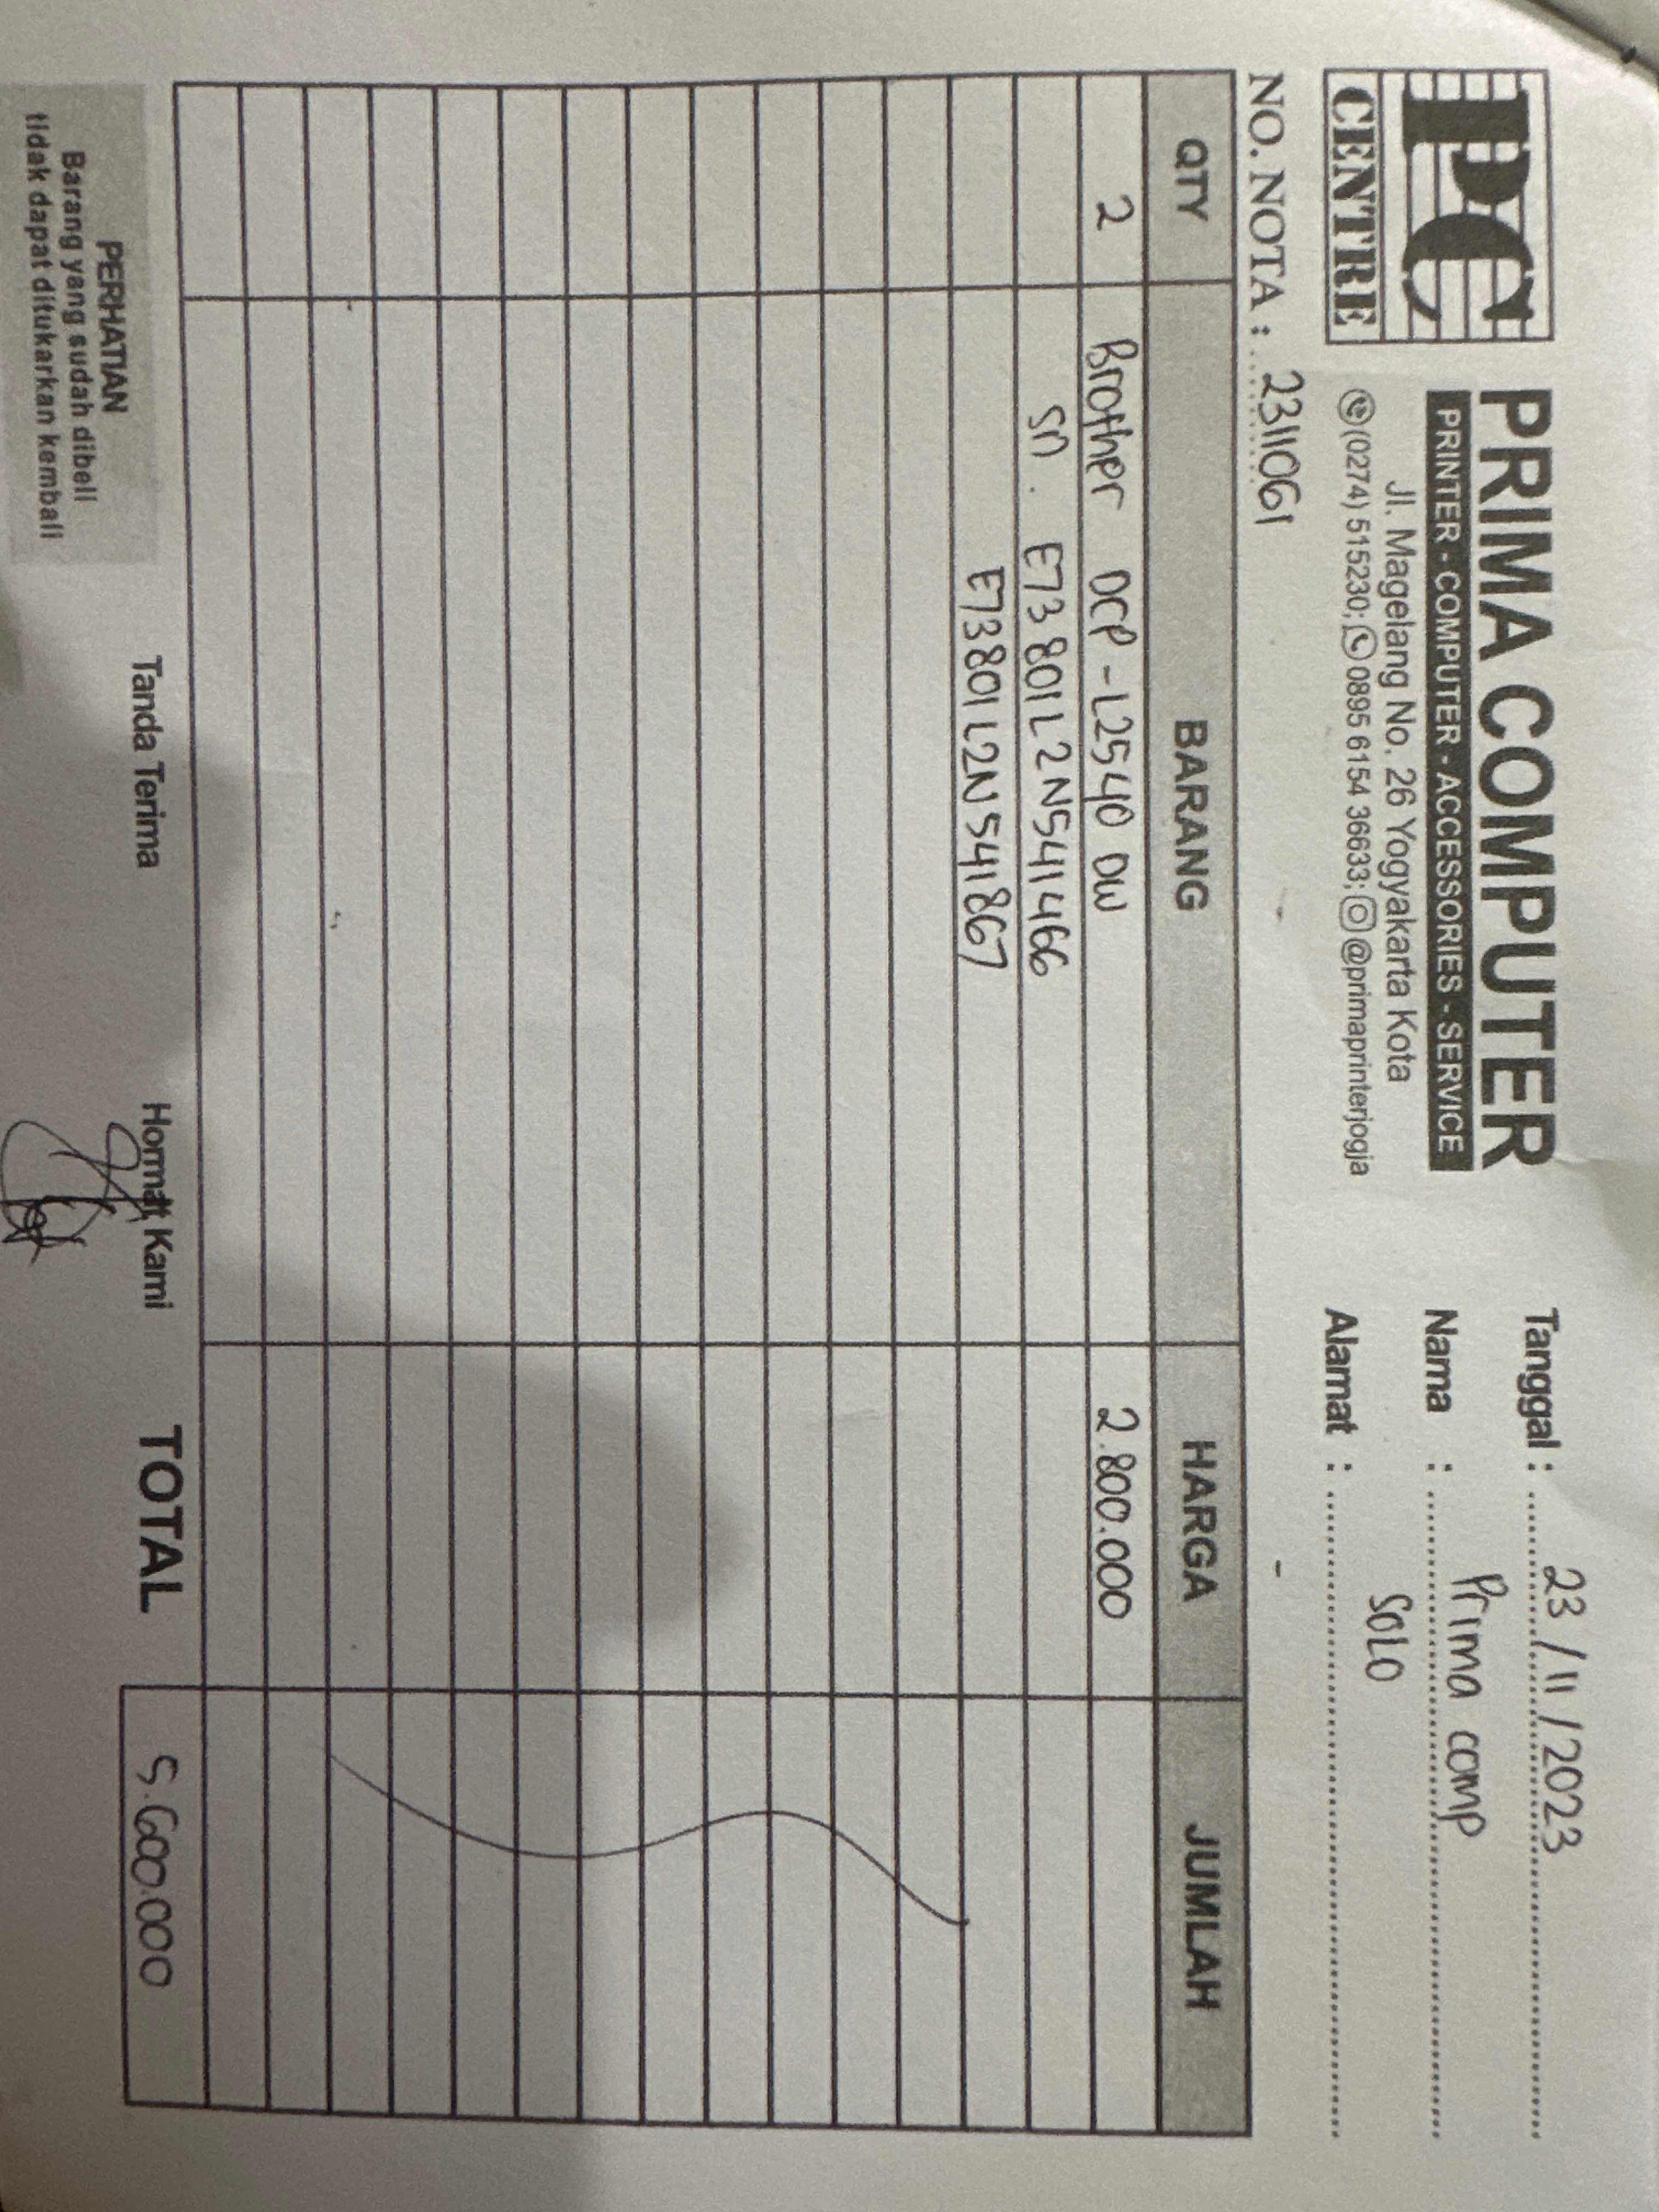 PC
CENTRE
PRIMA COMPUTER
PRINTER - COMPUTER - ACCESSORIES - SERVICE
Jl. Magelang No. 26 Yogyakarta Kota
(0274) 515230; 0895 6154 36633; @primaprinterjogja
Tanggal : 23/11/2023
Nama : Prima comp
SOLO
Alamat :
NO. NOTA : 23111061
QTY BARANG HARGA JUMLAH
2 Brother DCP-L2540 DW 2.800.000
SN. E73801L2N541466
E73801L2N541867
PERHATIAN
Barang yang sudah dibeli
tidak dapat ditukarkan kembali
Tanda Terima
Hormat Kami
TOTAL 5.600.000